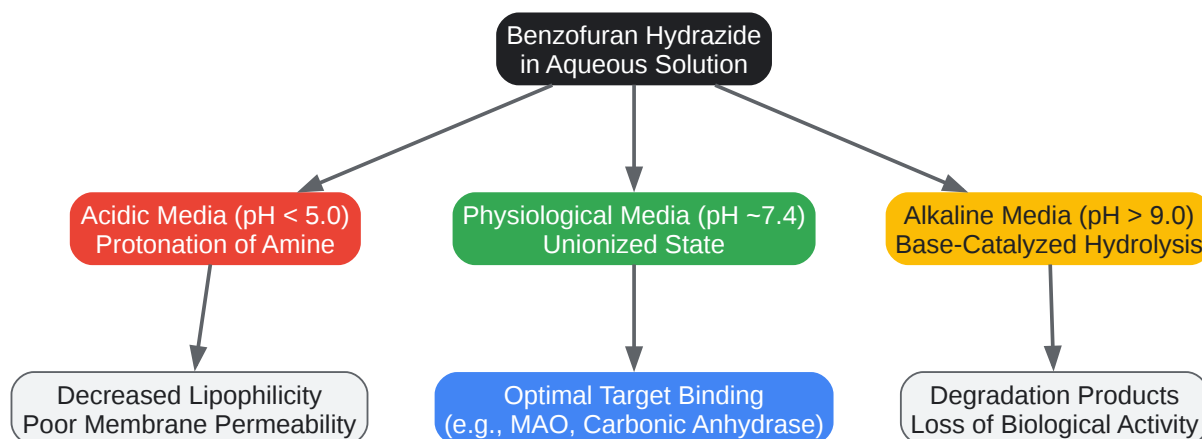 Benzofuran Hydrazide
in Aqueous Solution
Acidic Media (pH < 5.0)
Protonation of Amine
Physiological Media (pH ~7.4)
Unionized State
Alkaline Media (pH > 9.0)
Base-Catalyzed Hydrolysis
Decreased Lipophilicity
Poor Membrane Permeability
Optimal Target Binding
(e.g., MAO, Carbonic Anhydrase)
Degradation Products
Loss of Biological Activity